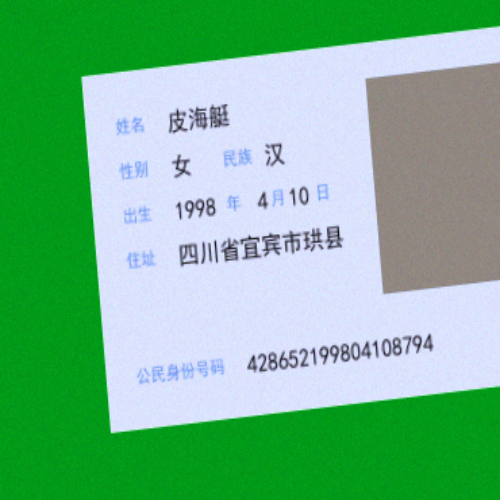 姓名 皮海艇
性别 女 民族 汉
出生 1998 年 4 月 10 日
住址 四川省宜宾市珙县
公民身份号码 428652199804108794